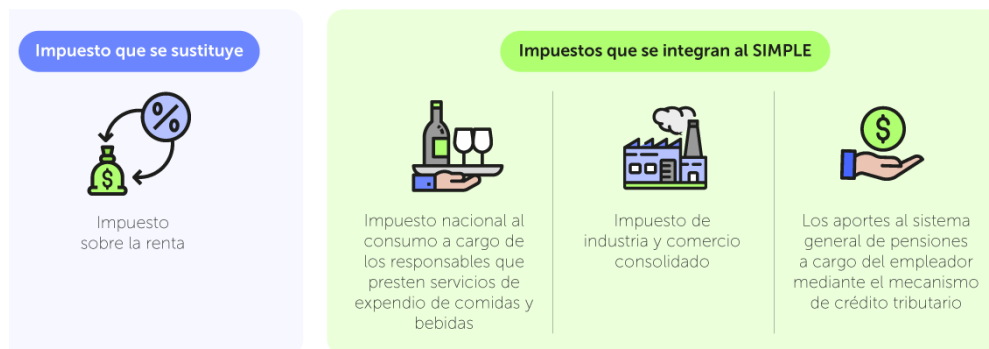 Impuesto que se sustituye
Impuesto
sobre la renta
Impuestos que se integran al SIMPLE
Impuesto nacional al
consumo a cargo de
los responsables que
presten servicios de
expendio de comidas y
bebidas
Impuesto de
industria y comercio
consolidado
Los aportes al sistema
general de pensiones
a cargo del empleador
mediante el mecanismo
de crédito tributario